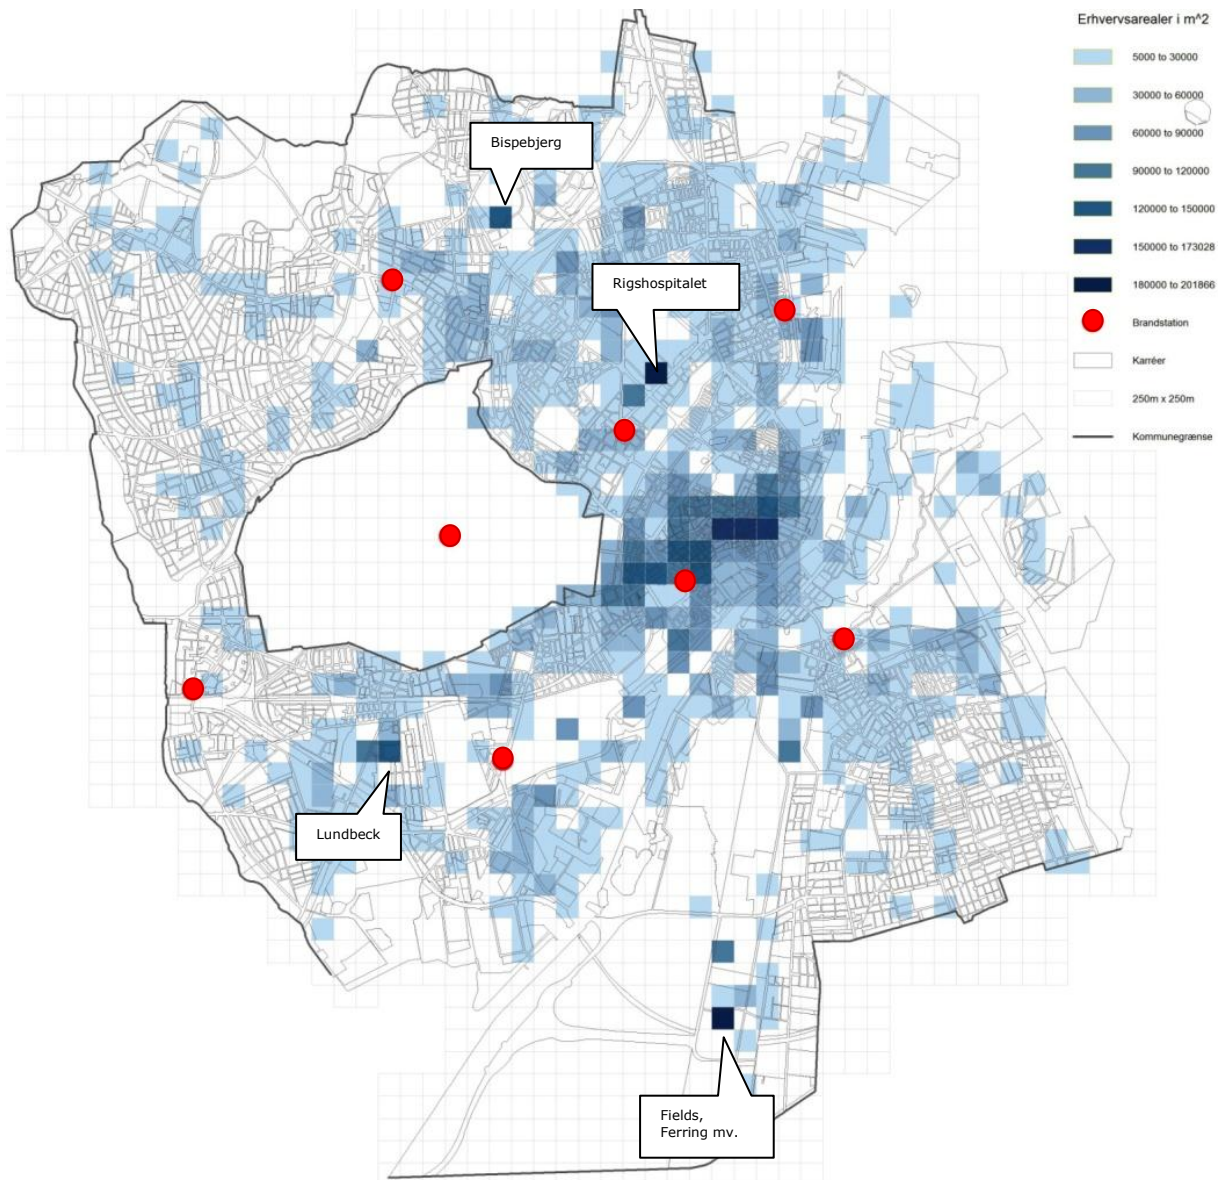 Erhvervsarealer i m^2
5000 to 30000
30000 to 60000
60000 to 90000
90000 to 120000
120000 to 150000
150000 to 173028
180000 to 201866
Brandstation
Karréer
250m x 250m
Kommunegrænse
Bispebjerg
Rigshospitalet
Lundbeck
Fields,
Ferring mv.